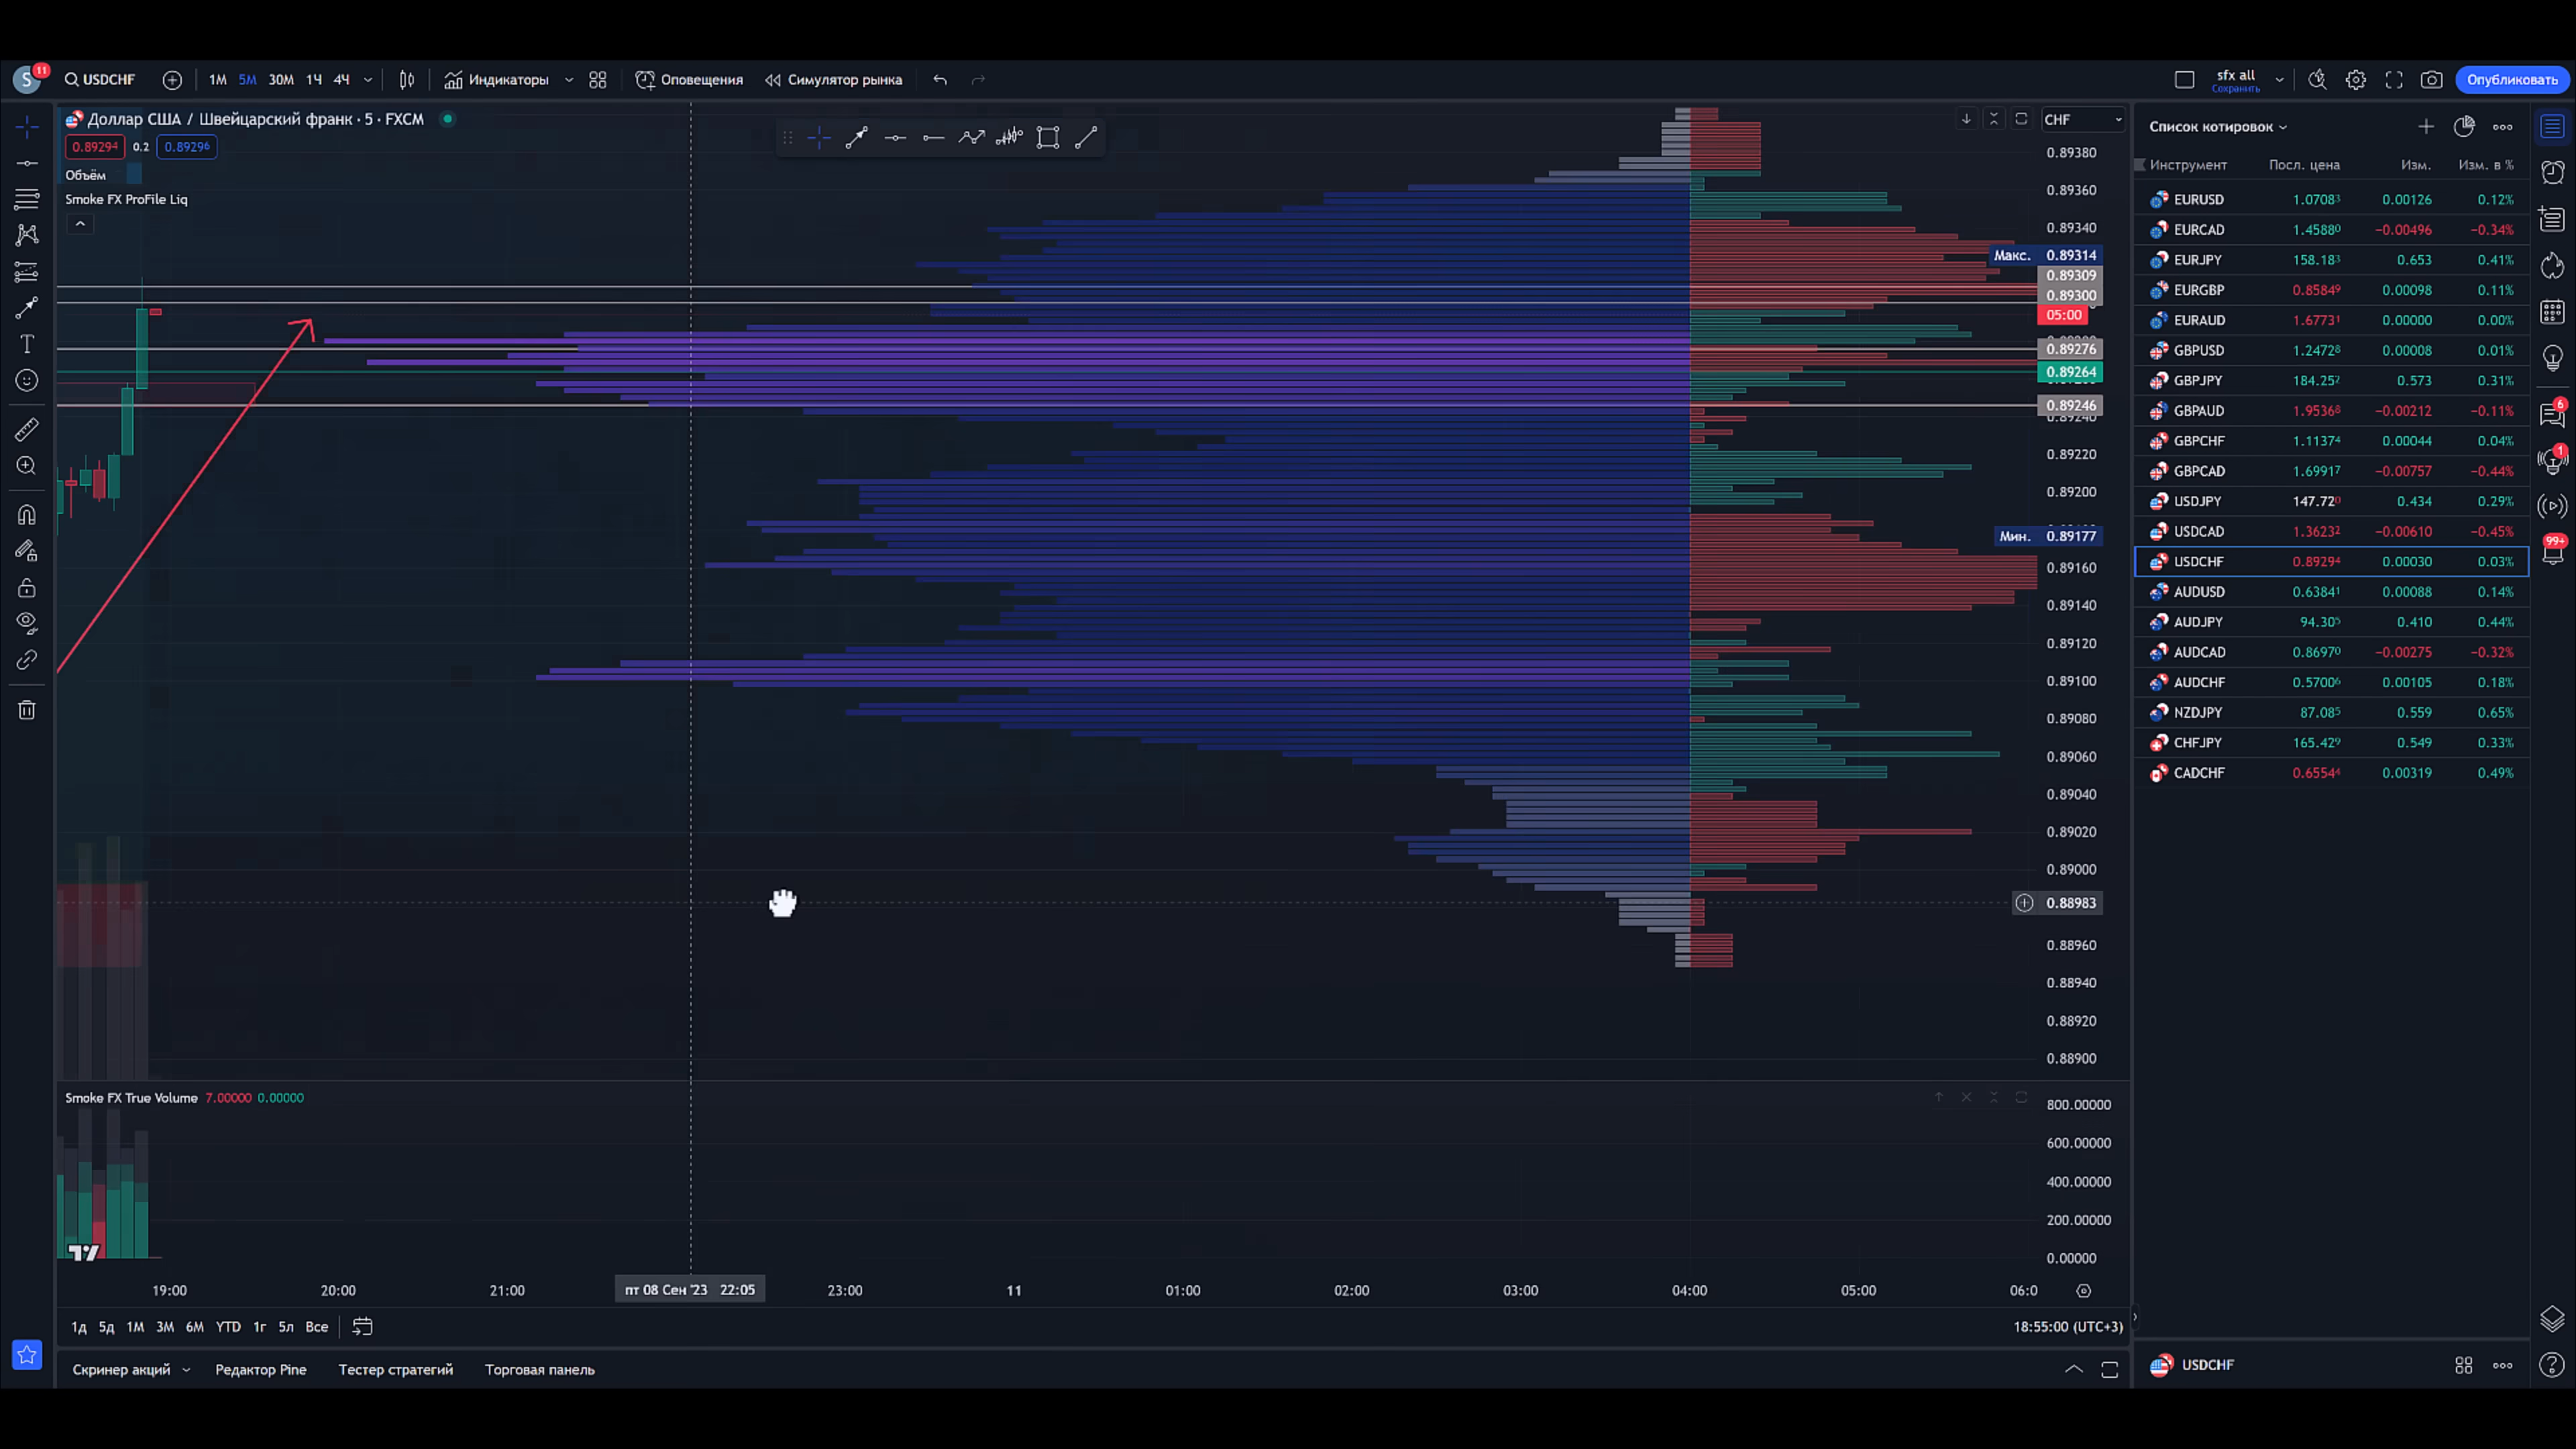 S 11 USDCHF 1М 5М 30М 1Ч 4Ч Индикаторы Оповещения Симулятор рынка sfx all Сохранить Опубликовать
Доллар США / Швейцарский франк · 5 · FXCM
0.89294 0.2 0.89296
Объём
Smoke FX ProFile Liq
CHF
0.89380
0.89360
0.89340
Макс. 0.89314
0.89309
0.89300
05:00
0.89276
0.89264
0.89246
0.89240
0.89220
0.89200
Мин. 0.89177
0.89160
0.89140
0.89120
0.89100
0.89080
0.89060
0.89040
0.89020
0.89000
0.88983
0.88960
0.88940
0.88920
0.88900
Smoke FX True Volume 7.00000 0.00000
800.00000
600.00000
400.00000
200.00000
0.00000
19:00 20:00 21:00 пт 08 Сен '23 22:05 23:00 11 01:00 02:00 03:00 04:00 05:00 06:0
1д 5д 1М 3М 6М YTD 1г 5л Все 18:55:00 (UTC+3)
Скринер акций Редактор Pine Тестер стратегий Торговая панель
Список котировок
Инструмент Посл. цена Изм. Изм. в %
EURUSD 1.07083 0.00126 0.12%
EURCAD 1.45880 −0.00496 −0.34%
EURJPY 158.183 0.653 0.41%
EURGBP 0.85849 0.00098 0.11%
EURAUD 1.67731 0.00000 0.00%
GBPUSD 1.24728 0.00008 0.01%
GBPJPY 184.257 0.573 0.31%
GBPAUD 1.95368 −0.00212 −0.11%
GBPCHF 1.11374 0.00044 0.04%
GBPCAD 1.69917 −0.00757 −0.44%
USDJPY 147.720 0.434 0.29%
USDCAD 1.36232 −0.00610 −0.45%
USDCHF 0.89294 0.00030 0.03%
AUDUSD 0.63841 0.00088 0.14%
AUDJPY 94.305 0.410 0.44%
AUDCAD 0.86970 −0.00275 −0.32%
AUDCHF 0.57006 0.00105 0.18%
NZDJPY 87.085 0.559 0.65%
CHFJPY 165.429 0.549 0.33%
CADCHF 0.65544 0.00319 0.49%
USDCHF
6
1
99+